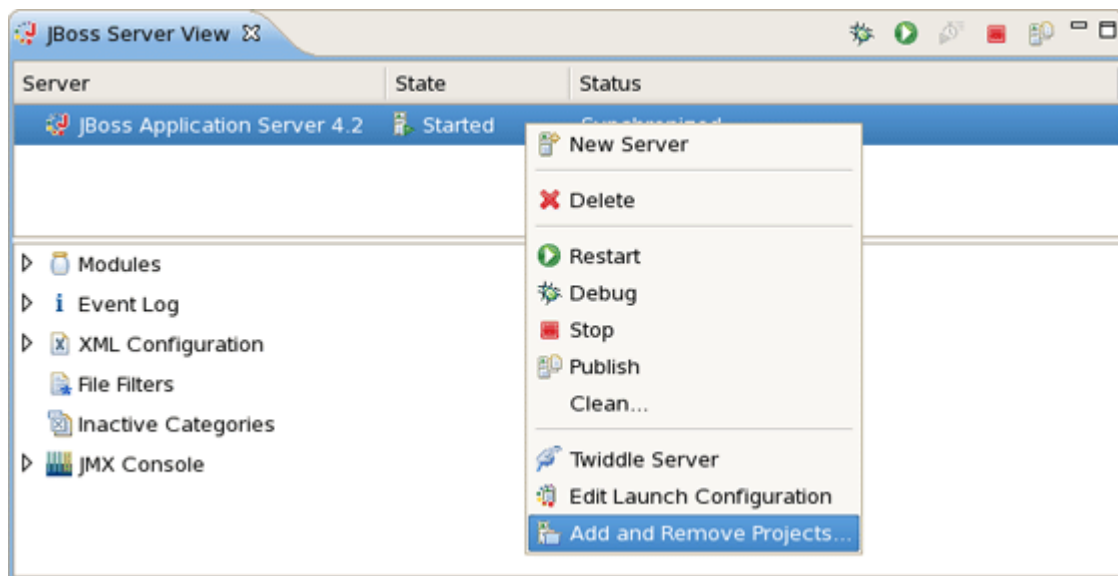 JBoss Server View
Server State Status
JBoss Application Server 4.2 Started Synchronized
New Server
Delete
Restart
Debug
Stop
Publish
Clean...
Twiddle Server
Edit Launch Configuration
Add and Remove Projects...
Modules
Event Log
XML Configuration
File Filters
Inactive Categories
JMX Console